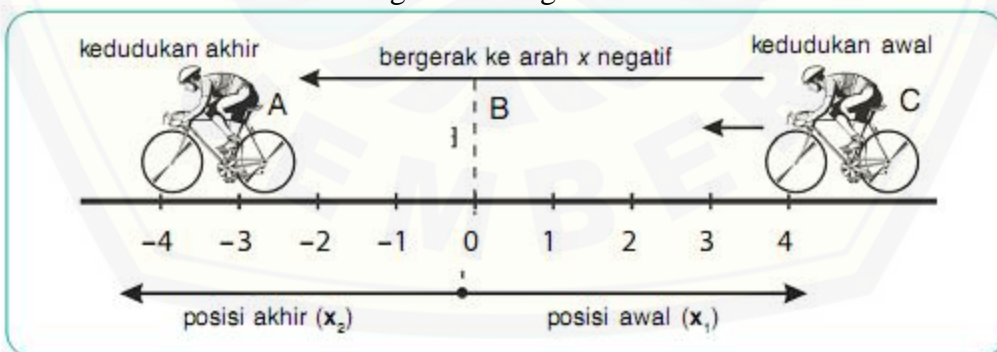 kedudukan akhir
bergerak ke arah x negatif
kedudukan awal
A
B
C
–4 –3 –2 –1 0 1 2 3 4
posisi akhir (x₂)
posisi awal (x₁)